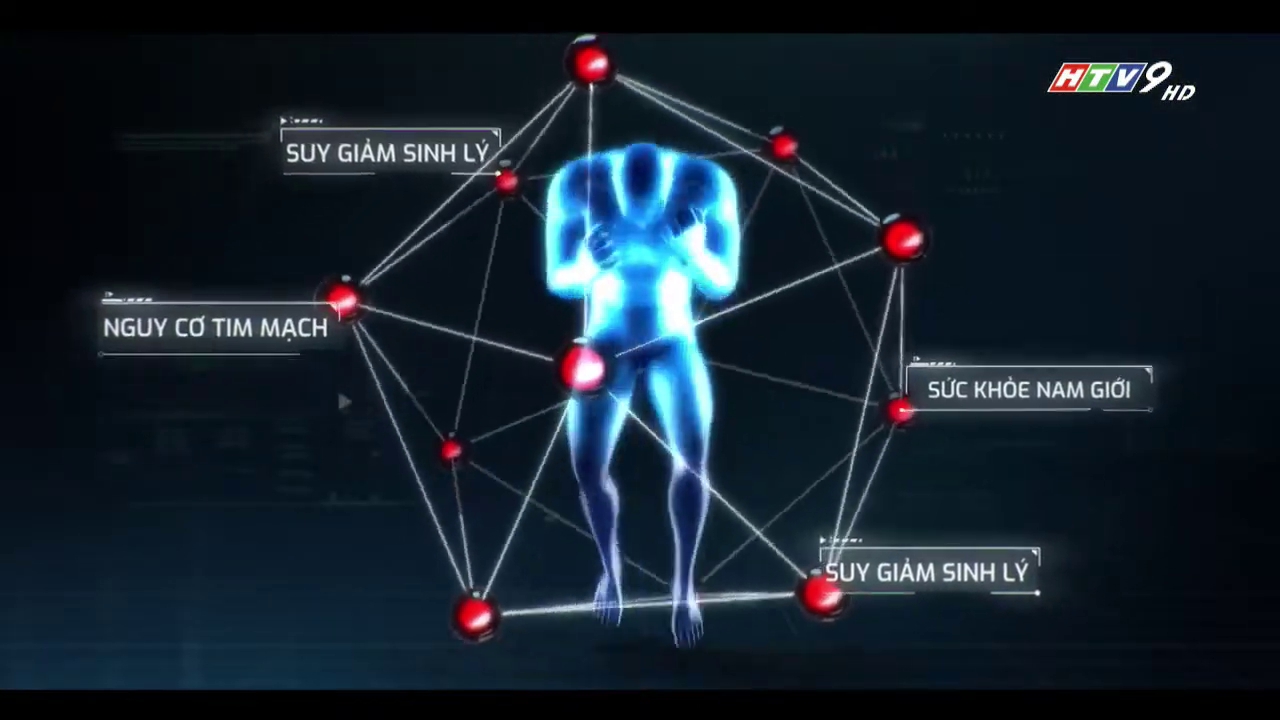 HTV9 HD
SUY GIẢM SINH LÝ
NGUY CƠ TIM MẠCH
SỨC KHỎE NAM GIỚI
SUY GIẢM SINH LÝ